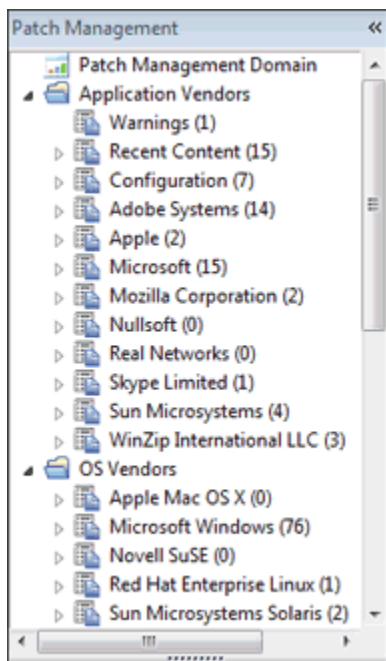 Patch Management
Patch Management Domain
Application Vendors
Warnings (1)
Recent Content (15)
Configuration (7)
Adobe Systems (14)
Apple (2)
Microsoft (15)
Mozilla Corporation (2)
Nullsoft (0)
Real Networks (0)
Skype Limited (1)
Sun Microsystems (4)
WinZip International LLC (3)
OS Vendors
Apple Mac OS X (0)
Microsoft Windows (76)
Novell SuSE (0)
Red Hat Enterprise Linux (1)
Sun Microsystems Solaris (2)